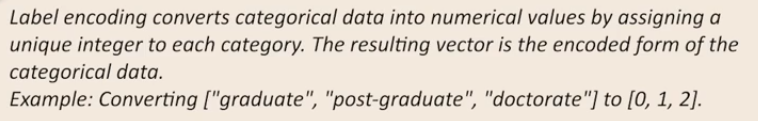 Label encoding converts categorical data into numerical values by assigning a
unique integer to each category. The resulting vector is the encoded form of the
categorical data.
Example: Converting ["graduate", "post-graduate", "doctorate"] to [0, 1, 2].